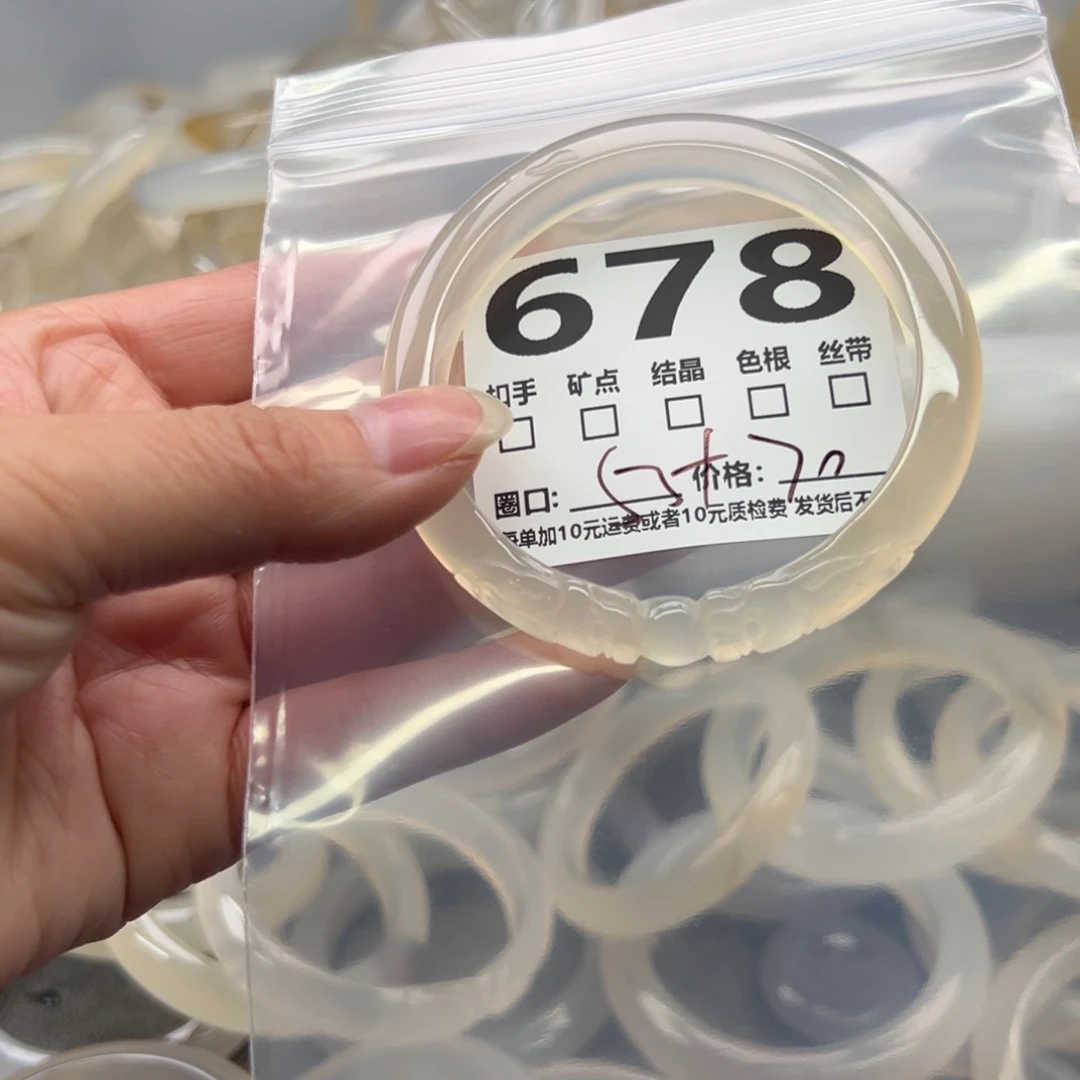 678
扣手 矿点 结晶 色根 丝带
圈口: 57+ 价格: 70
每单加10元运费或者10元质检费 发货后不